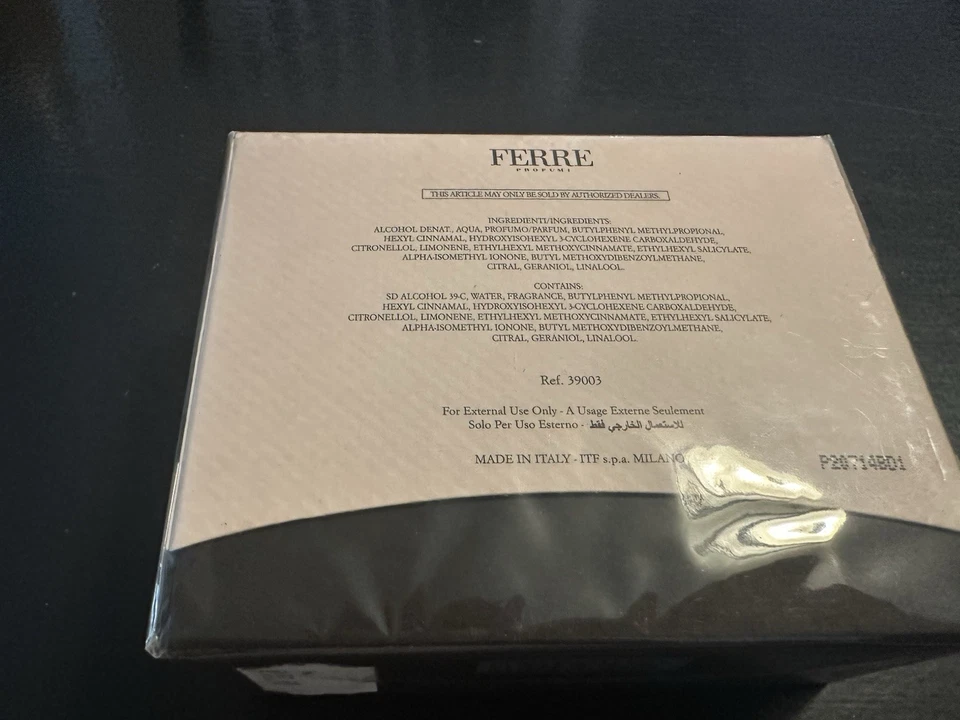 FERRE
PROFUMI
THIS ARTICLE MAY ONLY BE SOLD BY AUTHORIZED DEALERS.
INGREDIENTI/INGREDIENTS:
ALCOHOL DENAT., AQUA, PROFUMO/PARFUM, BUTYLPHENYL METHYLPROPIONAL,
HEXYL CINNAMAL, HYDROXYISOHEXYL 3-CYCLOHEXENE CARBOXALDEHYDE,
CITRONELLOL, LIMONENE, ETHYLHEXYL METHOXYCINNAMATE, ETHYLHEXYL SALICYLATE,
ALPHA-ISOMETHYL IONONE, BUTYL METHOXYDIBENZOYLMETHANE,
CITRAL, GERANIOL, LINALOOL.
CONTAINS:
SD ALCOHOL 39-C, WATER, FRAGRANCE, BUTYLPHENYL METHYLPROPIONAL,
HEXYL CINNAMAL, HYDROXYISOHEXYL 3-CYCLOHEXENE CARBOXALDEHYDE,
CITRONELLOL, LIMONENE, ETHYLHEXYL METHOXYCINNAMATE, ETHYLHEXYL SALICYLATE,
ALPHA-ISOMETHYL IONONE, BUTYL METHOXYDIBENZOYLMETHANE,
CITRAL, GERANIOL, LINALOOL.
Ref. 39003
For External Use Only - A Usage Externe Seulement
Solo Per Uso Esterno - للاستعمال الخارجي فقط
MADE IN ITALY - ITF s.p.a. MILANO
P20714BD1